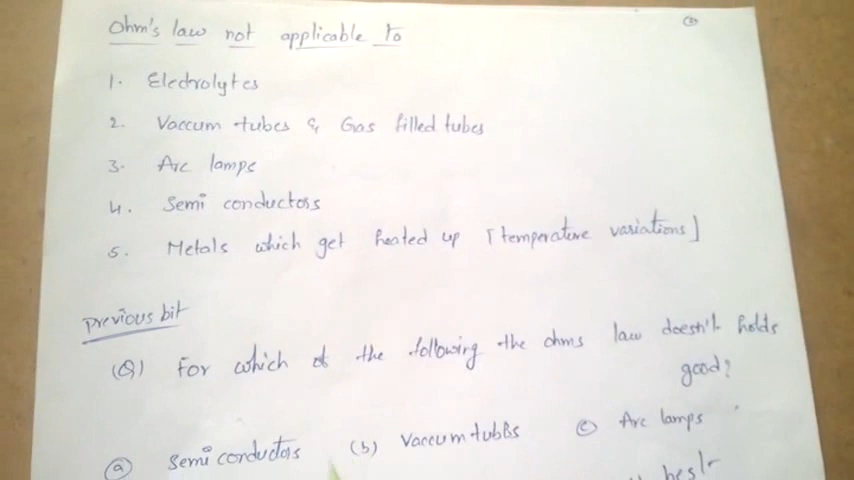 Ohm's law not applicable to
1. Electrolytes
2. Vaccum tubes & Gas filled tubes
3. Arc lamps
4. Semi conductors
5. Metals which get heated up [temperature variations]
Previous bit
(Q) For which of the following the ohms law doesn't holds
good?
(a) Semi conductors (b) Vaccum tubes (c) Arc lamps